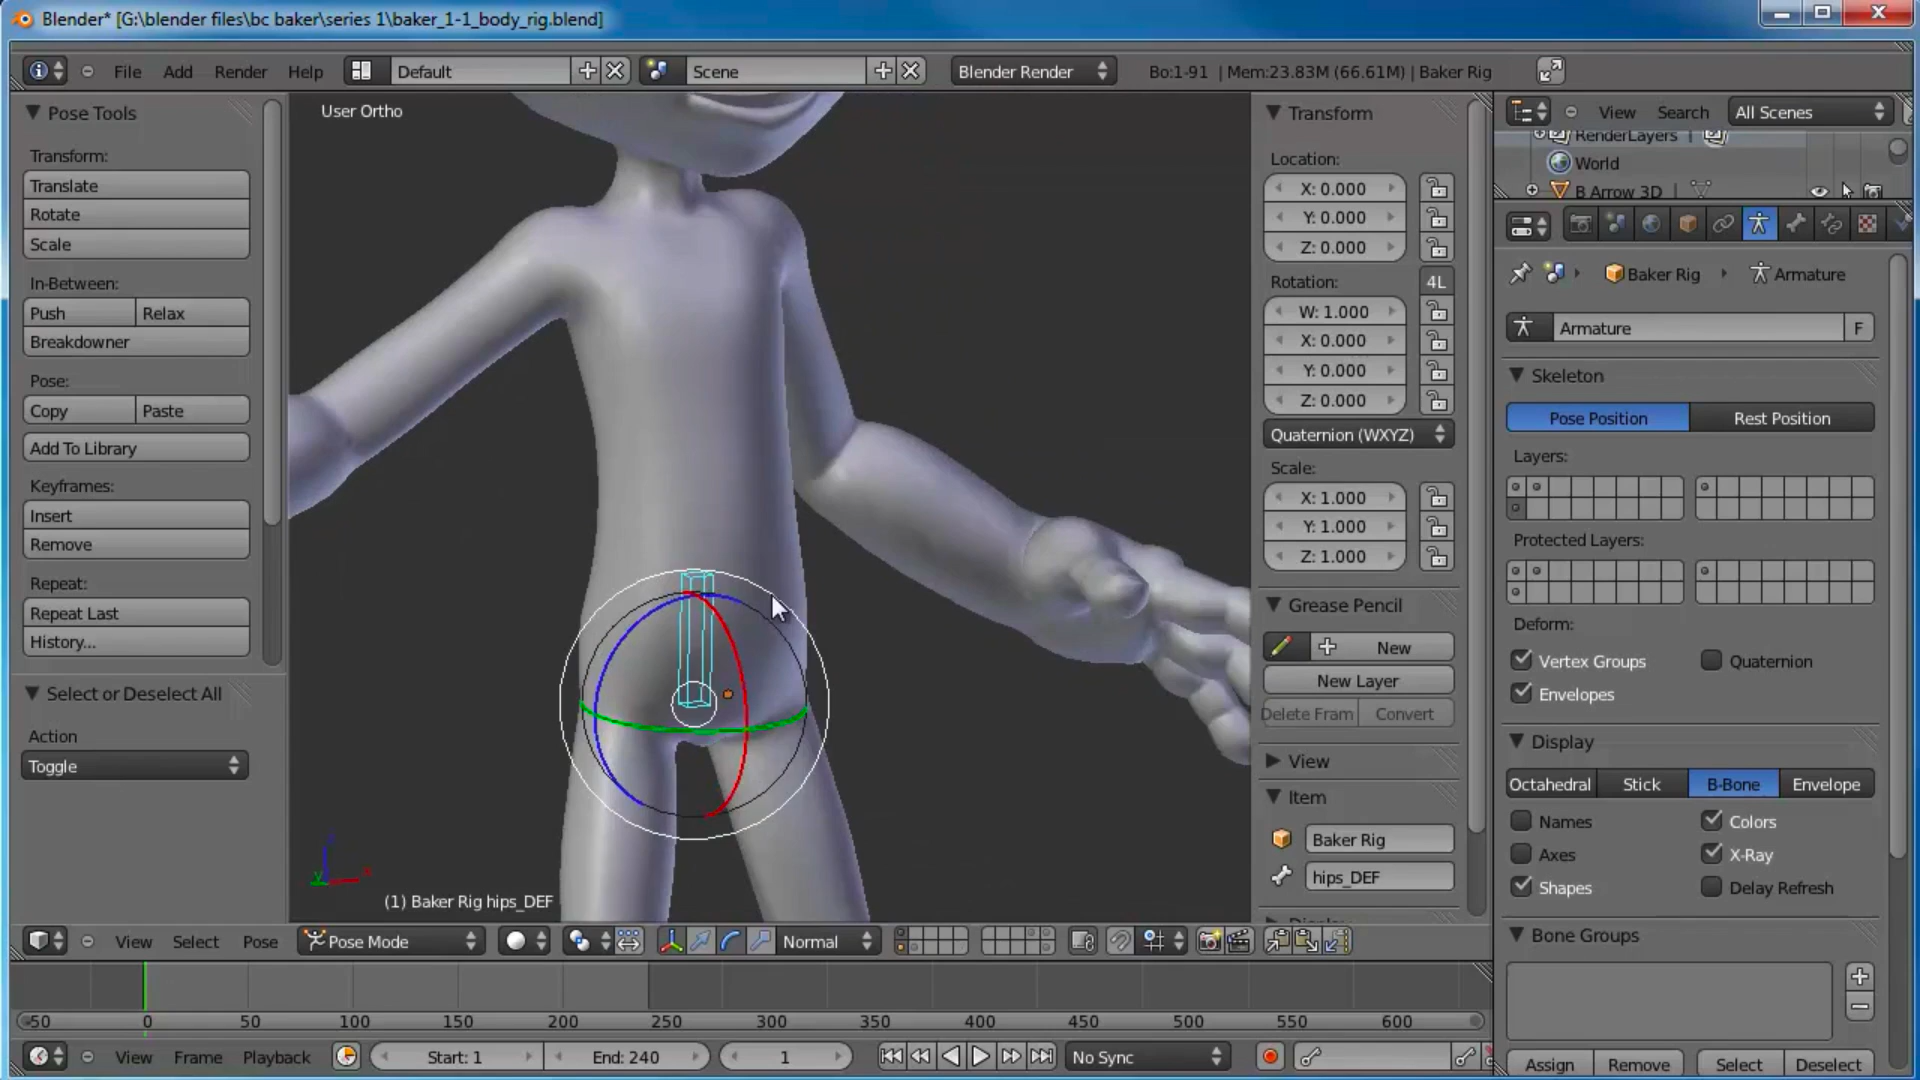 Blender* [G:\blender files\bc baker\series 1\baker_1-1_body_rig.blend]
File Add Render Help Default Scene Blender Render Bo:1-91 | Mem:23.83M (66.61M) | Baker Rig
Pose Tools
Transform:
Translate
Rotate
Scale
In-Between:
Push Relax
Breakdowner
Pose:
Copy Paste
Add To Library
Keyframes:
Insert
Remove
Repeat:
Repeat Last
History...
Select or Deselect All
Action
Toggle
User Ortho
(1) Baker Rig hips_DEF
Transform
Location:
X: 0.000
Y: 0.000
Z: 0.000
Rotation: 4L
W: 1.000
X: 0.000
Y: 0.000
Z: 0.000
Quaternion (WXYZ)
Scale:
X: 1.000
Y: 1.000
Z: 1.000
Grease Pencil
New
New Layer
Delete Fram Convert
View
Item
Baker Rig
hips_DEF
View Search All Scenes
RenderLayers
World
B Arrow 3D
Baker Rig Armature
Armature F
Skeleton
Pose Position Rest Position
Layers:
Protected Layers:
Deform:
Vertex Groups Quaternion
Envelopes
Display
Octahedral Stick B-Bone Envelope
Names Colors
Axes X-Ray
Shapes Delay Refresh
Bone Groups
Assign Remove Select Deselect
View Select Pose Pose Mode Normal
-50 0 50 100 150 200 250 300 350 400 450 500 550 600
View Frame Playback Start: 1 End: 240 1 No Sync